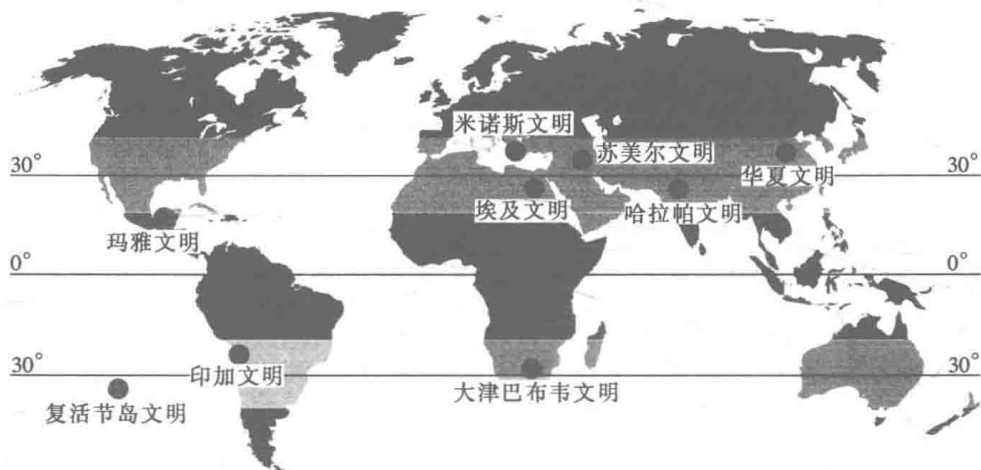 米诺斯文明
苏美尔文明
30° 30°
华夏文明
埃及文明 哈拉帕文明
玛雅文明
0° 0°
印加文明
30° 30°
大津巴布韦文明
复活节岛文明